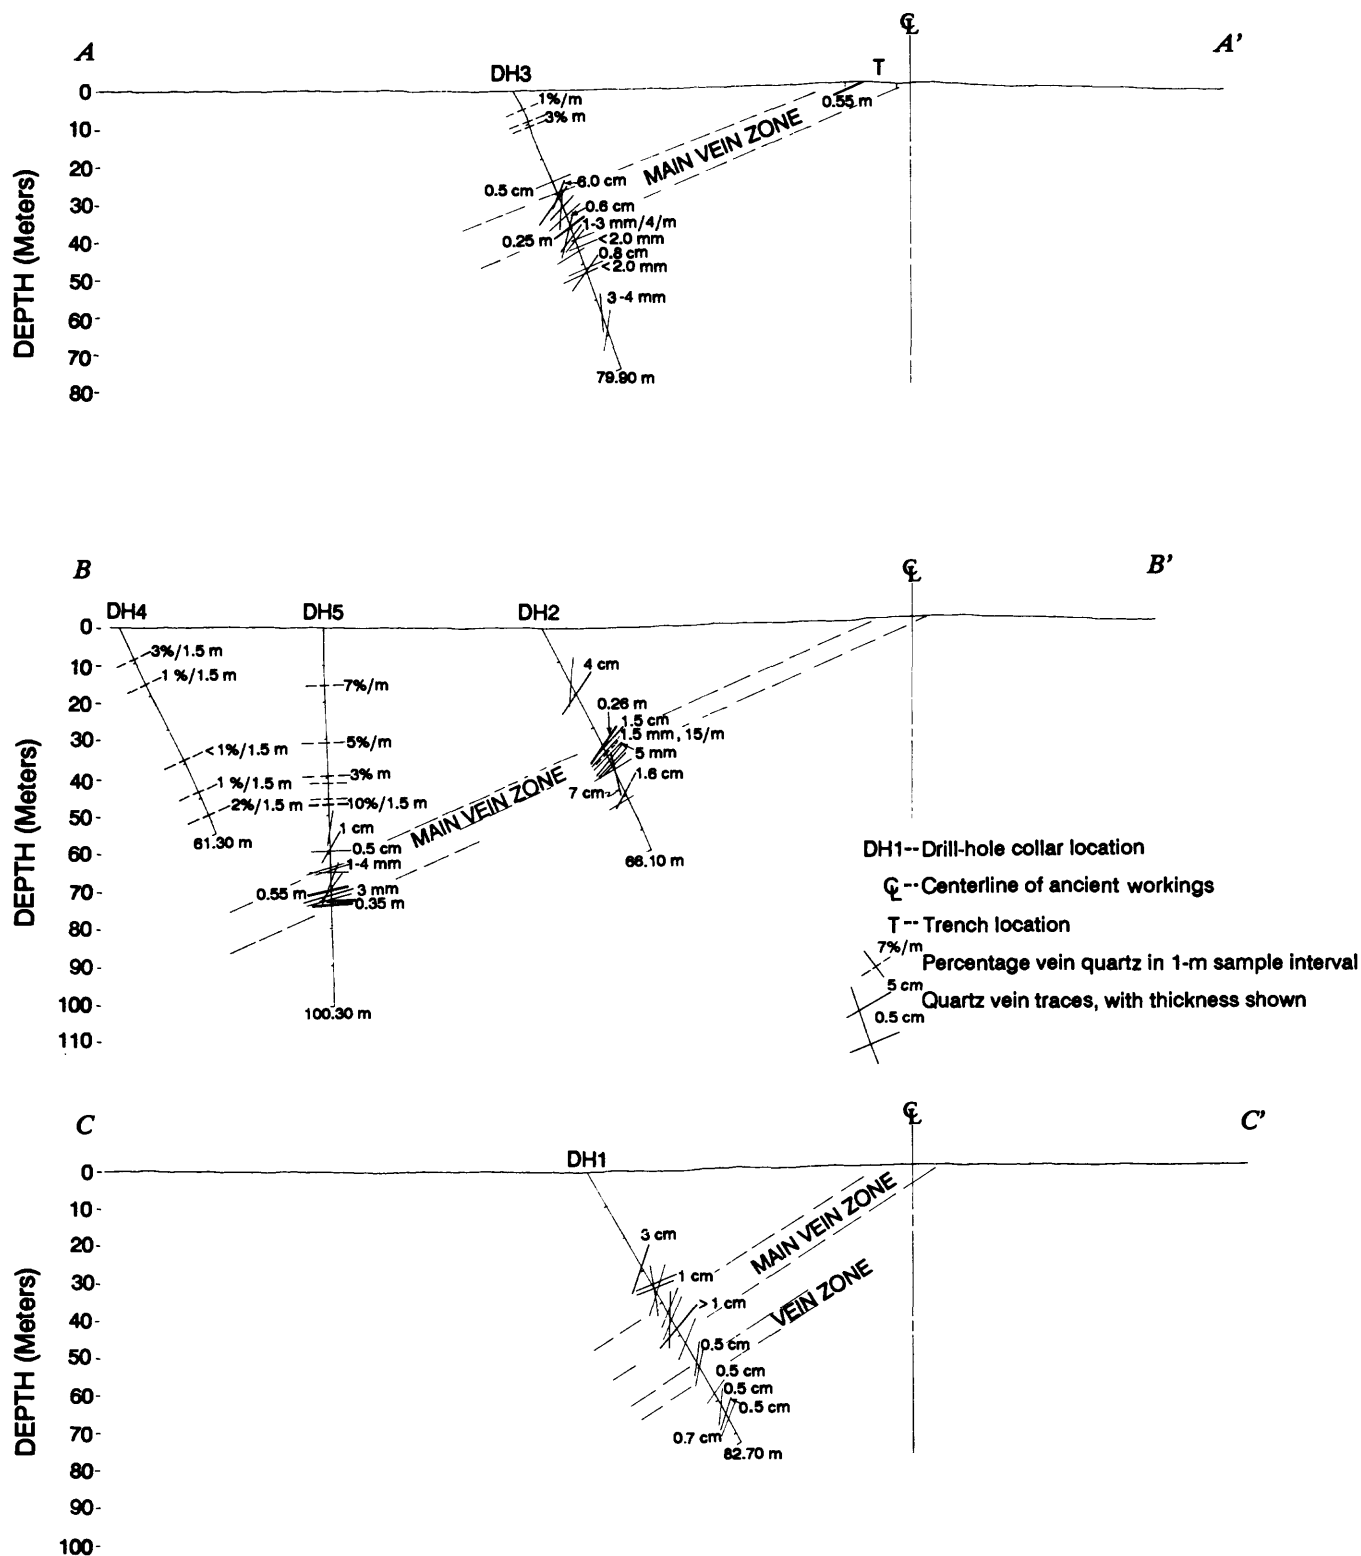 A
A'
℄
T
DH3
0
10
20
30
40
50
60
70
80
DEPTH (Meters)
1%/m
3% m
0.55 m
MAIN VEIN ZONE
0.5 cm
6.0 cm
0.6 cm
1-3 mm/4/m
0.25 m
<2.0 mm
0.8 cm
<2.0 mm
3-4 mm
79.90 m
B
B'
℄
DH4
DH5
DH2
0
10
20
30
40
50
60
70
80
90
100
110
DEPTH (Meters)
3%/1.5 m
1 %/1.5 m
<1%/1.5 m
1 %/1.5 m
2%/1.5 m
61.30 m
7%/m
5%/m
3% m
10%/1.5 m
1 cm
0.5 cm
1-4 mm
0.55 m
3 mm
0.35 m
100.30 m
MAIN VEIN ZONE
4 cm
0.26 m
1.5 cm
1.5 mm, 15/m
5 mm
1.6 cm
7 cm
66.10 m
DH1--Drill-hole collar location
℄--Centerline of ancient workings
T--Trench location
7%/m
Percentage vein quartz in 1-m sample interval
5 cm
Quartz vein traces, with thickness shown
0.5 cm
C
C'
℄
DH1
0
10
20
30
40
50
60
70
80
90
100
DEPTH (Meters)
3 cm
1 cm
>1 cm
MAIN VEIN ZONE
VEIN ZONE
0.5 cm
0.5 cm
0.5 cm
0.5 cm
0.7 cm
82.70 m